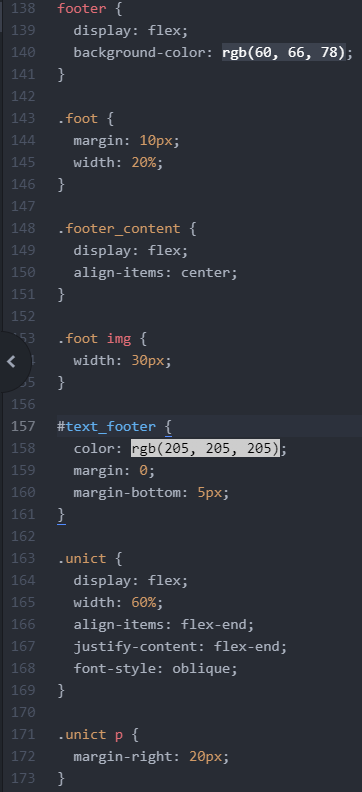 138 footer {
139 display: flex;
140 background-color: rgb(60, 66, 78);
141 }
142
143 .foot {
144 margin: 10px;
145 width: 20%;
146 }
147
148 .footer_content {
149 display: flex;
150 align-items: center;
151 }
152
53 .foot img {
width: 30px;
5 }
156
157 #text_footer {
158 color: rgb(205, 205, 205);
159 margin: 0;
160 margin-bottom: 5px;
161 }
162
163 .unict {
164 display: flex;
165 width: 60%;
166 align-items: flex-end;
167 justify-content: flex-end;
168 font-style: oblique;
169 }
170
171 .unict p {
172 margin-right: 20px;
173 }